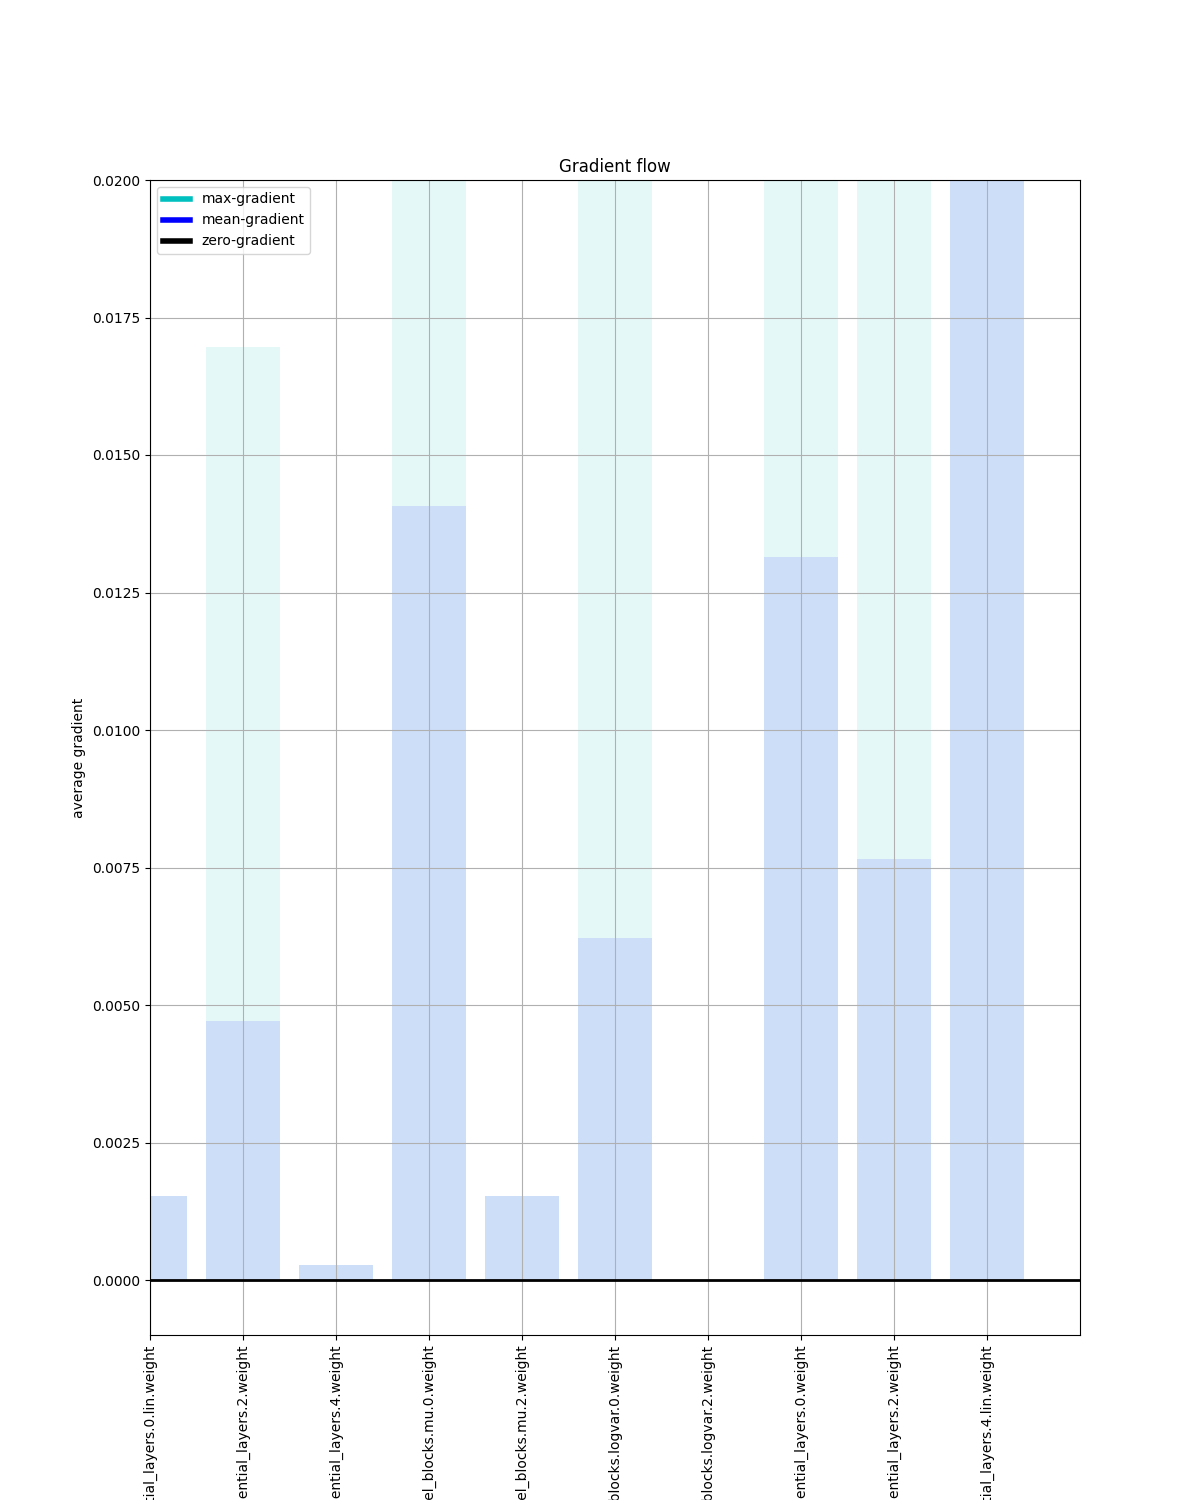 Gradient flow
max-gradient
mean-gradient
zero-gradient
0.0200
0.0175
0.0150
0.0125
0.0100
0.0075
0.0050
0.0025
0.0000
average gradient
tial_layers.0.lin.weight
ential_layers.2.weight
ential_layers.4.weight
el_blocks.mu.0.weight
el_blocks.mu.2.weight
blocks.logvar.0.weight
blocks.logvar.2.weight
ential_layers.0.weight
ential_layers.2.weight
tial_layers.4.lin.weight